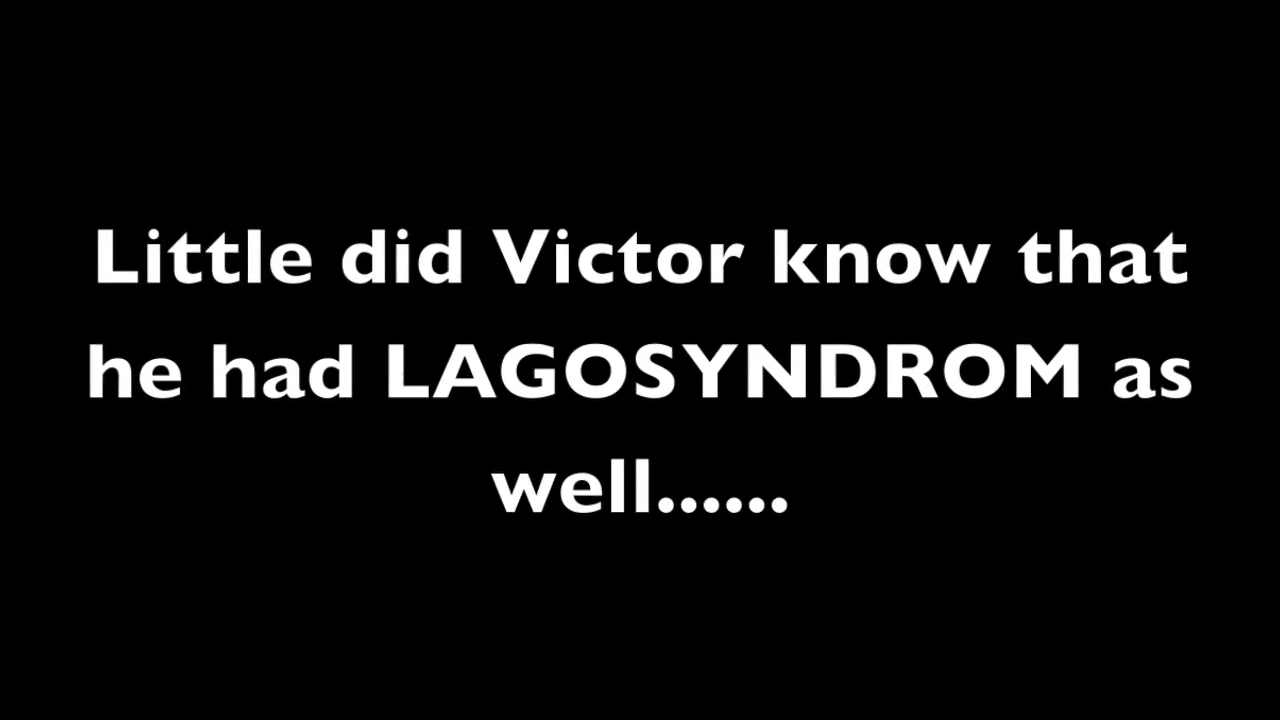 Little did Victor know that
he had LAGOSYNDROM as
well......